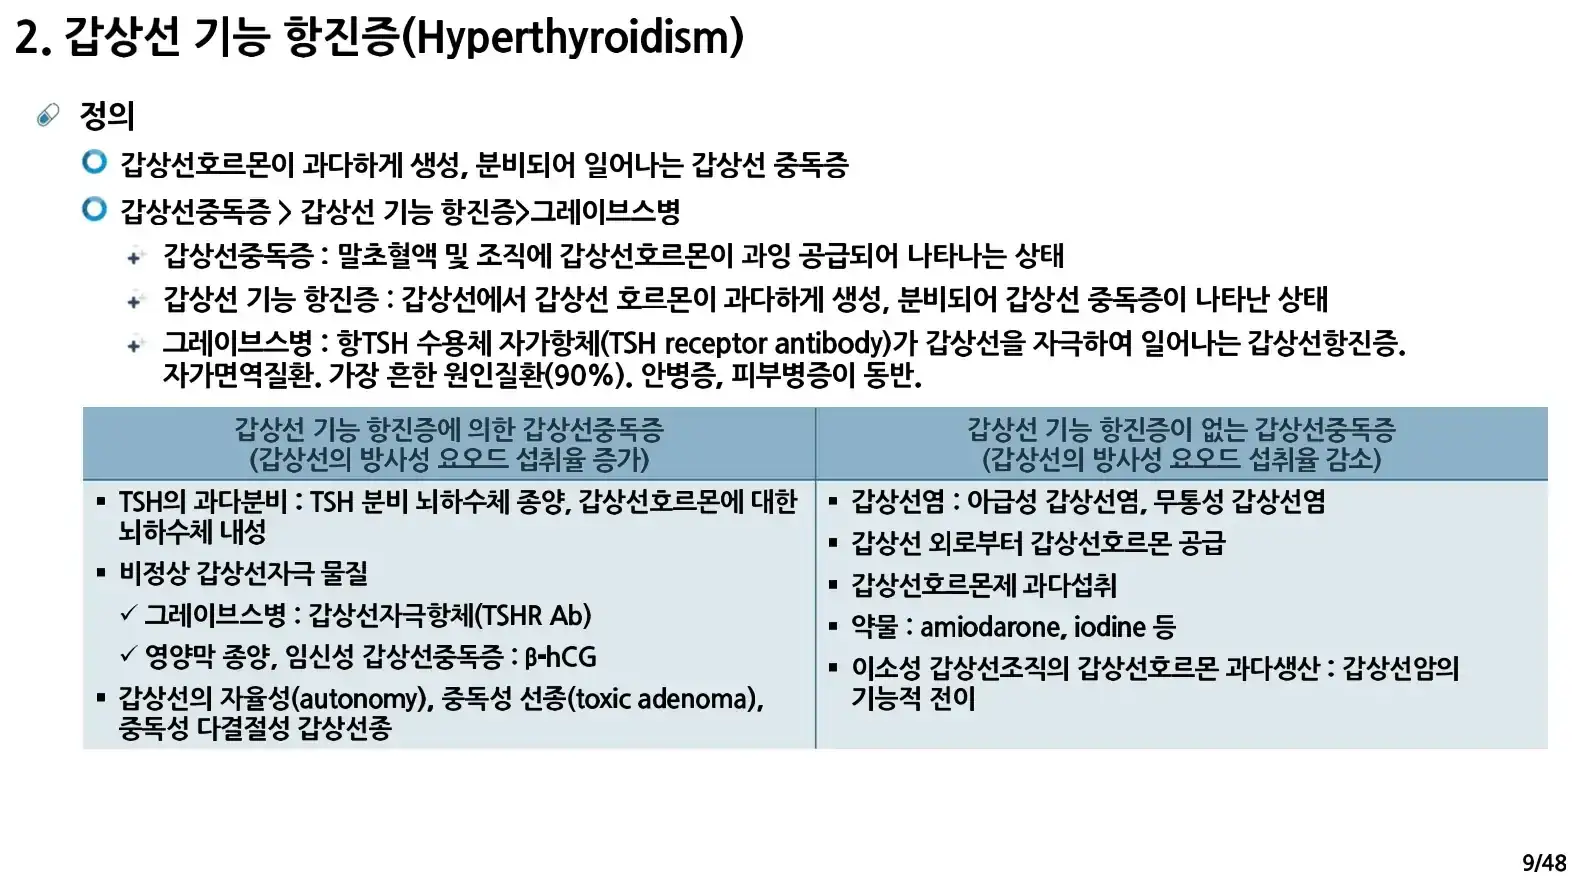 2. 갑상선 기능 항진증(Hyperthyroidism)
정의
갑상선호르몬이 과다하게 생성, 분비되어 일어나는 갑상선 중독증
갑상선중독증 > 갑상선 기능 항진증>그레이브스병
갑상선중독증 : 말초혈액 및 조직에 갑상선호르몬이 과잉 공급되어 나타나는 상태
갑상선 기능 항진증 : 갑상선에서 갑상선 호르몬이 과다하게 생성, 분비되어 갑상선 중독증이 나타난 상태
그레이브스병 : 항TSH 수용체 자가항체(TSH receptor antibody)가 갑상선을 자극하여 일어나는 갑상선항진증.
자가면역질환. 가장 흔한 원인질환(90%). 안병증, 피부병증이 동반.
갑상선 기능 항진증에 의한 갑상선중독증
(갑상선의 방사성 요오드 섭취율 증가)
▪ TSH의 과다분비 : TSH 분비 뇌하수체 종양, 갑상선호르몬에 대한
뇌하수체 내성
▪ 비정상 갑상선자극 물질
✓ 그레이브스병 : 갑상선자극항체(TSHR Ab)
✓ 영양막 종양, 임신성 갑상선중독증 : β-hCG
▪ 갑상선의 자율성(autonomy), 중독성 선종(toxic adenoma),
중독성 다결절성 갑상선종
갑상선 기능 항진증이 없는 갑상선중독증
(갑상선의 방사성 요오드 섭취율 감소)
▪ 갑상선염 : 아급성 갑상선염, 무통성 갑상선염
▪ 갑상선 외로부터 갑상선호르몬 공급
▪ 갑상선호르몬제 과다섭취
▪ 약물 : amiodarone, iodine 등
▪ 이소성 갑상선조직의 갑상선호르몬 과다생산 : 갑상선암의
기능적 전이
9/48